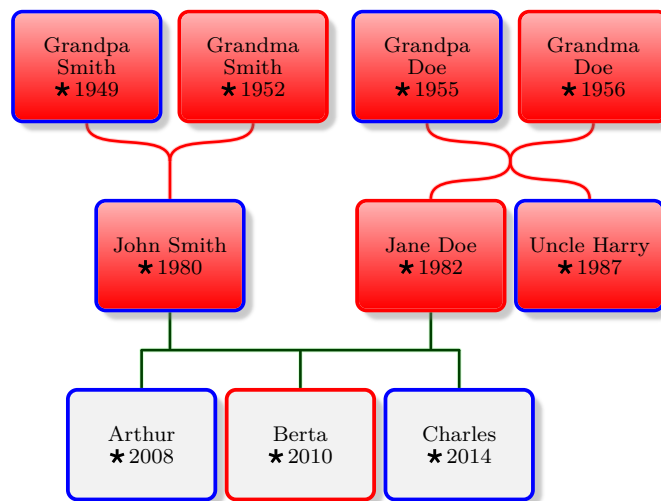 Grandpa
Smith
★ 1949
Grandma
Smith
★ 1952
Grandpa
Doe
★ 1955
Grandma
Doe
★ 1956
John Smith
★ 1980
Jane Doe
★ 1982
Uncle Harry
★ 1987
Arthur
★ 2008
Berta
★ 2010
Charles
★ 2014